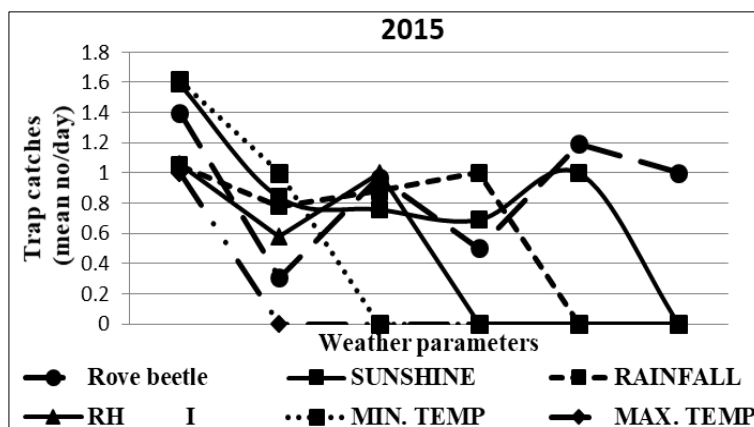 2015
Trap catches
(mean no/day)
1.8
1.6
1.4
1.2
1
0.8
0.6
0.4
0.2
0
Weather parameters
Rove beetle SUNSHINE RAINFALL
RH I MIN. TEMP MAX. TEMP